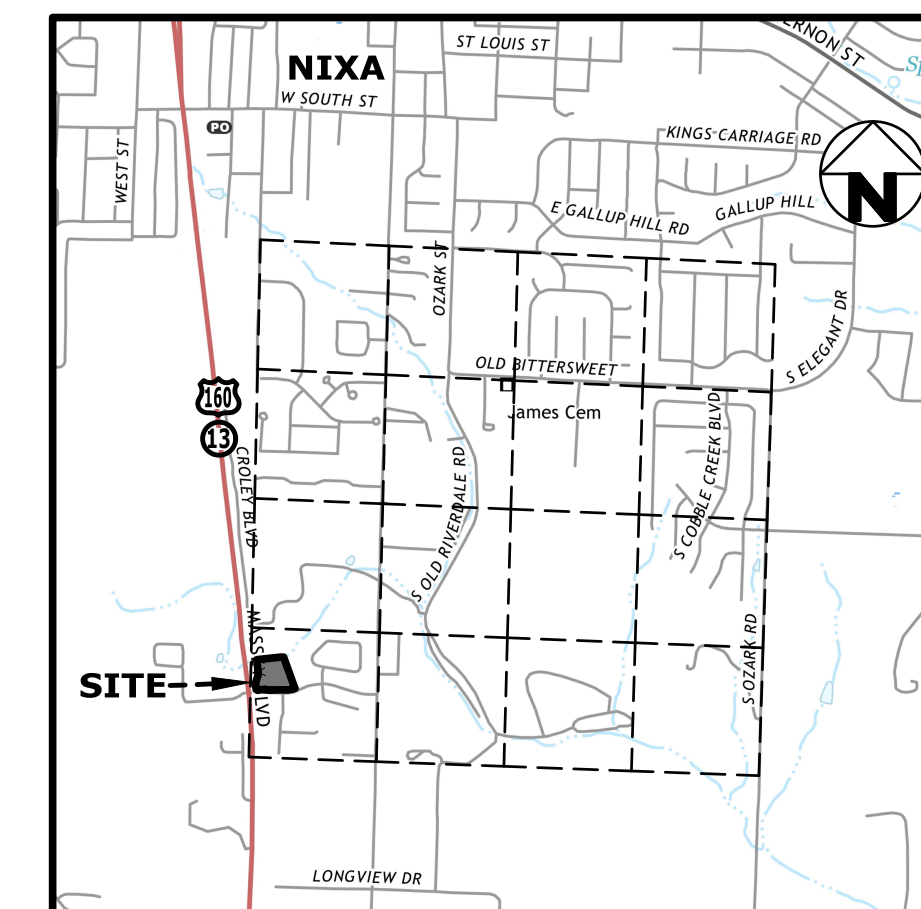 ERNON ST
Sp
ST LOUIS ST
NIXA
W SOUTH ST
PO
KINGS CARRIAGE RD
WEST ST
N
GALLUP HILL
E GALLUP HILL RD
OZARK ST
S ELEGANT DR
OLD BITTERSWEET
160
James Cem
13
S COBBLE CREEK BLVD
CROLEY BLVD
S OLD RIVERDALE RD
MASS
SITE
LVD
S OZARK RD
LONGVIEW DR